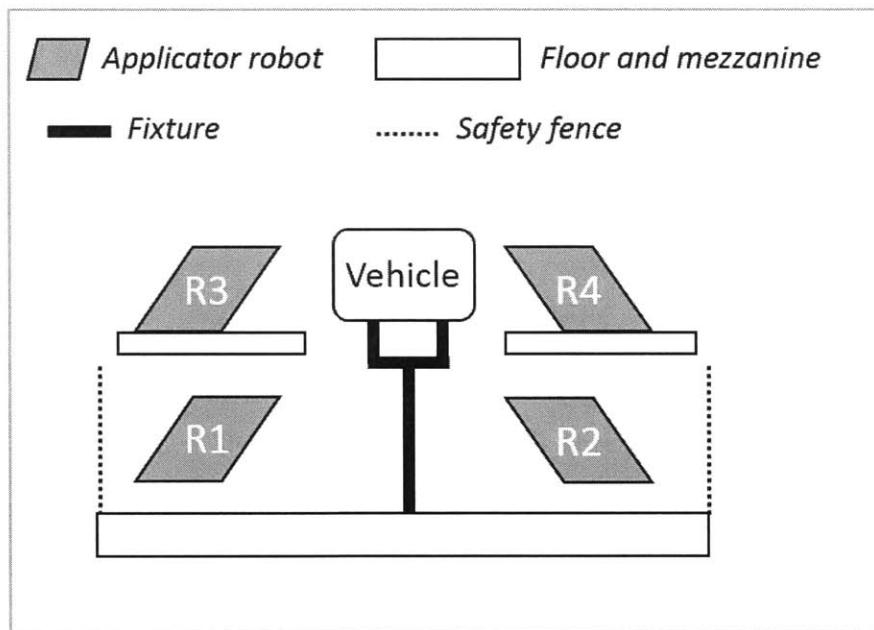 Applicator robot
Floor and mezzanine
Fixture
Safety fence
R3
Vehicle
R4
R1
R2